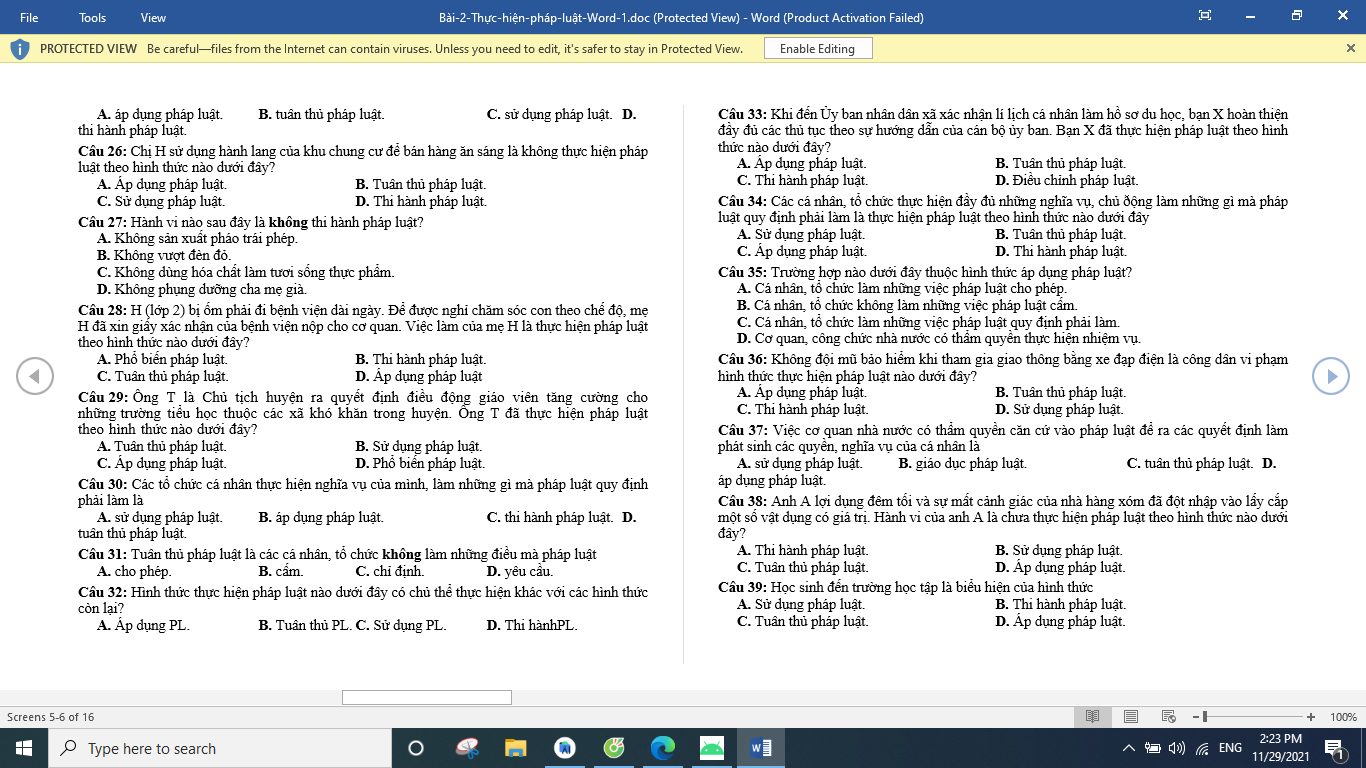 File Tools View Bài-2-Thực-hiện-pháp-luật-Word-1.doc (Protected View) - Word (Product Activation Failed)
PROTECTED VIEW Be careful—files from the Internet can contain viruses. Unless you need to edit, it's safer to stay in Protected View. Enable Editing
A. áp dụng pháp luật. B. tuân thủ pháp luật. C. sử dụng pháp luật. D.
thi hành pháp luật.
Câu 26: Chị H sử dụng hành lang của khu chung cư để bán hàng ăn sáng là không thực hiện pháp
luật theo hình thức nào dưới đây?
A. Áp dụng pháp luật. B. Tuân thủ pháp luật.
C. Sử dụng pháp luật. D. Thi hành pháp luật.
Câu 27: Hành vi nào sau đây là không thi hành pháp luật?
A. Không sản xuất pháo trái phép.
B. Không vượt đèn đỏ.
C. Không dùng hóa chất làm tươi sống thực phẩm.
D. Không phụng dưỡng cha mẹ già.
Câu 28: H (lớp 2) bị ốm phải đi bệnh viện dài ngày. Để được nghỉ chăm sóc con theo chế độ, mẹ
H đã xin giấy xác nhận của bệnh viện nộp cho cơ quan. Việc làm của mẹ H là thực hiện pháp luật
theo hình thức nào dưới đây?
A. Phổ biến pháp luật. B. Thi hành pháp luật.
C. Tuân thủ pháp luật. D. Áp dụng pháp luật
Câu 29: Ông T là Chủ tịch huyện ra quyết định điều động giáo viên tăng cường cho
những trường tiểu học thuộc các xã khó khăn trong huyện. Ông T đã thực hiện pháp luật
theo hình thức nào dưới đây?
A. Tuân thủ pháp luật. B. Sử dụng pháp luật.
C. Áp dụng pháp luật. D. Phổ biến pháp luật.
Câu 30: Các tổ chức cá nhân thực hiện nghĩa vụ của mình, làm những gì mà pháp luật quy định
phải làm là
A. sử dụng pháp luật. B. áp dụng pháp luật. C. thi hành pháp luật. D.
tuân thủ pháp luật.
Câu 31: Tuân thủ pháp luật là các cá nhân, tổ chức không làm những điều mà pháp luật
A. cho phép. B. cấm. C. chỉ định. D. yêu cầu.
Câu 32: Hình thức thực hiện pháp luật nào dưới đây có chủ thể thực hiện khác với các hình thức
còn lại?
A. Áp dụng PL. B. Tuân thủ PL. C. Sử dụng PL. D. Thi hànhPL.
Câu 33: Khi đến Ủy ban nhân dân xã xác nhận lí lịch cá nhân làm hồ sơ du học, bạn X hoàn thiện
đầy đủ các thủ tục theo sự hướng dẫn của cán bộ ủy ban. Bạn X đã thực hiện pháp luật theo hình
thức nào dưới đây?
A. Áp dụng pháp luật. B. Tuân thủ pháp luật.
C. Thi hành pháp luật. D. Điều chỉnh pháp luật.
Câu 34: Các cá nhân, tổ chức thực hiện đầy đủ những nghĩa vụ, chủ ðộng làm những gì mà pháp
luật quy định phải làm là thực hiện pháp luật theo hình thức nào dưới đây
A. Sử dụng pháp luật. B. Tuân thủ pháp luật.
C. Áp dụng pháp luật. D. Thi hành pháp luật.
Câu 35: Trường hợp nào dưới đây thuộc hình thức áp dụng pháp luật?
A. Cá nhân, tổ chức làm những việc pháp luật cho phép.
B. Cá nhân, tổ chức không làm những việc pháp luật cấm.
C. Cá nhân, tổ chức làm những việc pháp luật quy định phải làm.
D. Cơ quan, công chức nhà nước có thẩm quyền thực hiện nhiệm vụ.
Câu 36: Không đội mũ bảo hiểm khi tham gia giao thông bằng xe đạp điện là công dân vi phạm
hình thức thực hiện pháp luật nào dưới đây?
A. Áp dụng pháp luật. B. Tuân thủ pháp luật.
C. Thi hành pháp luật. D. Sử dụng pháp luật.
Câu 37: Việc cơ quan nhà nước có thẩm quyền căn cứ vào pháp luật để ra các quyết định làm
phát sinh các quyền, nghĩa vụ của cá nhân là
A. sử dụng pháp luật. B. giáo dục pháp luật. C. tuân thủ pháp luật. D.
áp dụng pháp luật.
Câu 38: Anh A lợi dụng đêm tối và sự mất cảnh giác của nhà hàng xóm đã đột nhập vào lấy cắp
một số vật dụng có giá trị. Hành vi của anh A là chưa thực hiện pháp luật theo hình thức nào dưới
đây?
A. Thi hành pháp luật. B. Sử dụng pháp luật.
C. Tuân thủ pháp luật. D. Áp dụng pháp luật.
Câu 39: Học sinh đến trường học tập là biểu hiện của hình thức
A. Sử dụng pháp luật. B. Thi hành pháp luật.
C. Tuân thủ pháp luật. D. Áp dụng pháp luật.
Screens 5-6 of 16 100%
Type here to search ENG 2:23 PM
11/29/2021 1